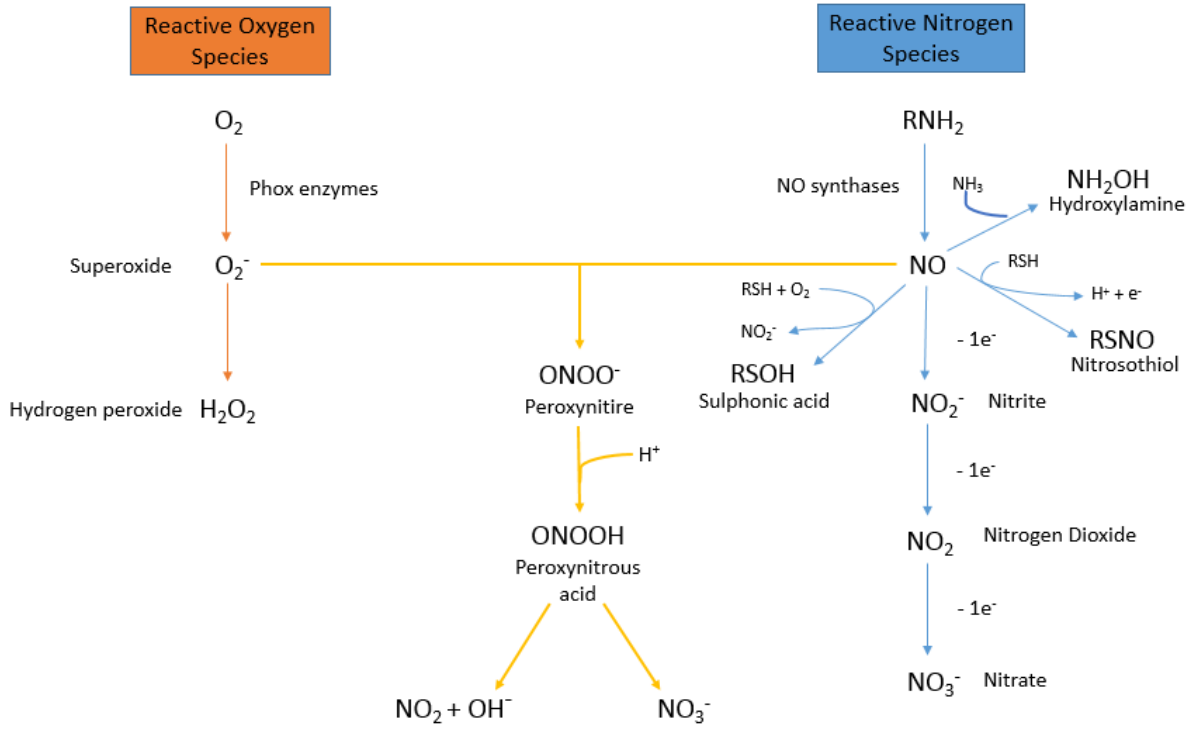 Reactive Oxygen
Species
Reactive Nitrogen
Species
O₂
RNH₂
Phox enzymes
NO synthases
NH₃
NH₂OH
Hydroxylamine
Superoxide
O₂⁻
NO
RSH
RSH + O₂
H⁺ + e⁻
NO₂⁻
- 1e⁻
RSNO
Nitrosothiol
ONOO⁻
Peroxynitire
RSOH
Sulphonic acid
Hydrogen peroxide
H₂O₂
NO₂⁻
Nitrite
H⁺
- 1e⁻
ONOOH
Peroxynitrous
acid
NO₂
Nitrogen Dioxide
- 1e⁻
NO₂ + OH⁻
NO₃⁻
NO₃⁻
Nitrate